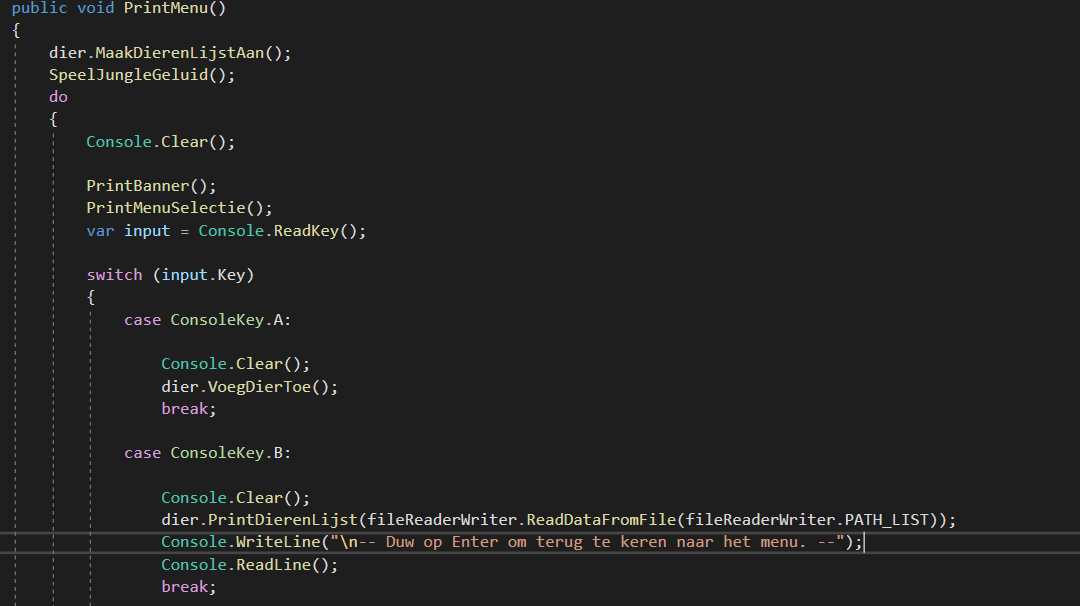 public void PrintMenu()
{
dier.MaakDierenLijstAan();
SpeelJungleGeluid();
do
{
Console.Clear();
PrintBanner();
PrintMenuSelectie();
var input = Console.ReadKey();
switch (input.Key)
{
case ConsoleKey.A:
Console.Clear();
dier.VoegDierToe();
break;
case ConsoleKey.B:
Console.Clear();
dier.PrintDierenLijst(fileReaderWriter.ReadDataFromFile(fileReaderWriter.PATH_LIST));
Console.WriteLine("\n-- Duw op Enter om terug te keren naar het menu. --");
Console.ReadLine();
break;